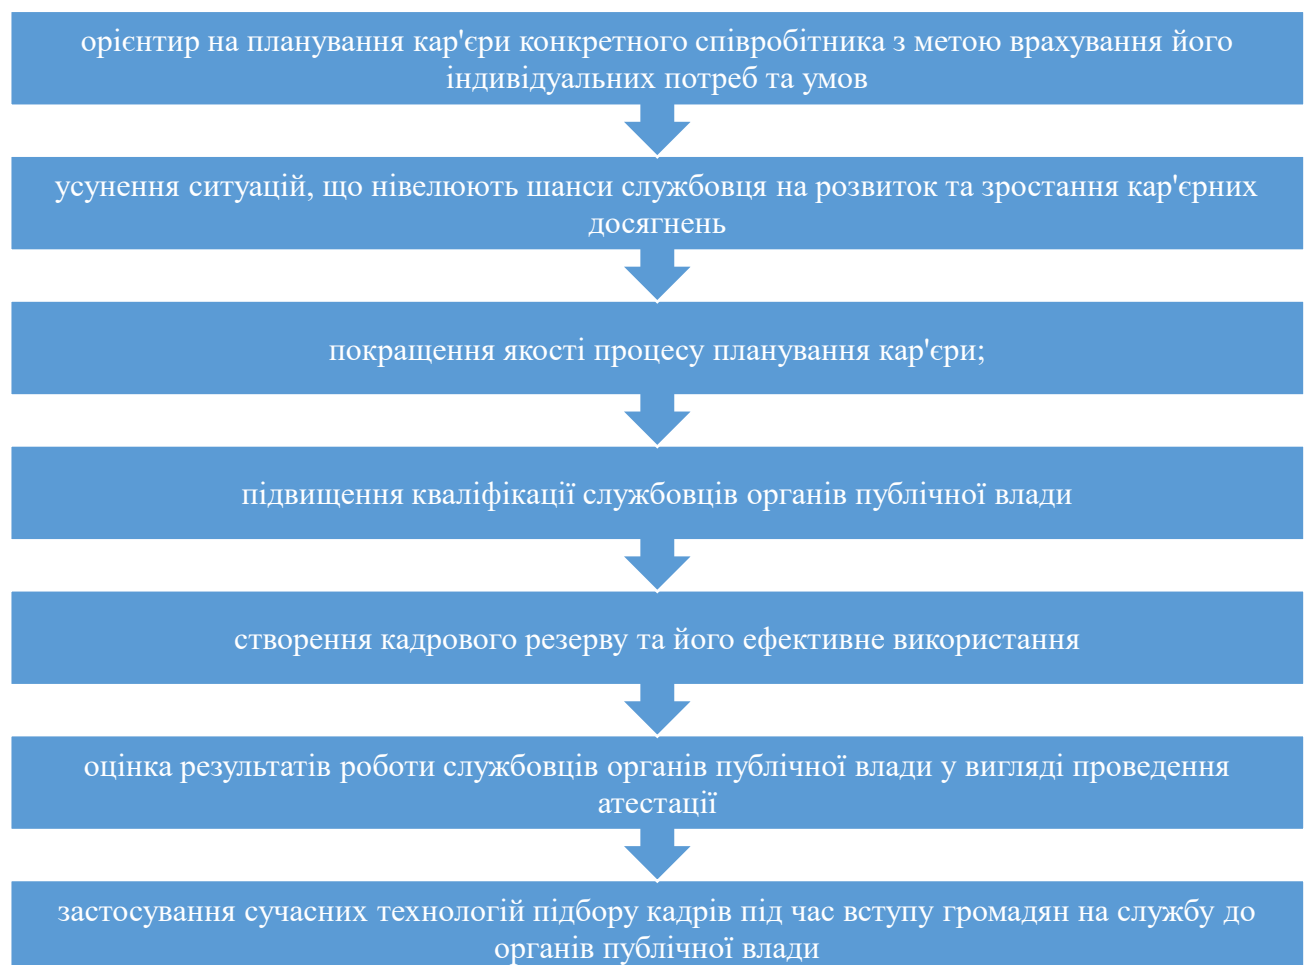 орієнтир на планування кар'єри конкретного співробітника з метою врахування його
індивідуальних потреб та умов
усунення ситуацій, що нівелюють шанси службовця на розвиток та зростання кар'єрних
досягнень
покращення якості процесу планування кар'єри;
підвищення кваліфікації службовців органів публічної влади
створення кадрового резерву та його ефективне використання
оцінка результатів роботи службовців органів публічної влади у вигляді проведення
атестації
застосування сучасних технологій підбору кадрів під час вступу громадян на службу до
органів публічної влади